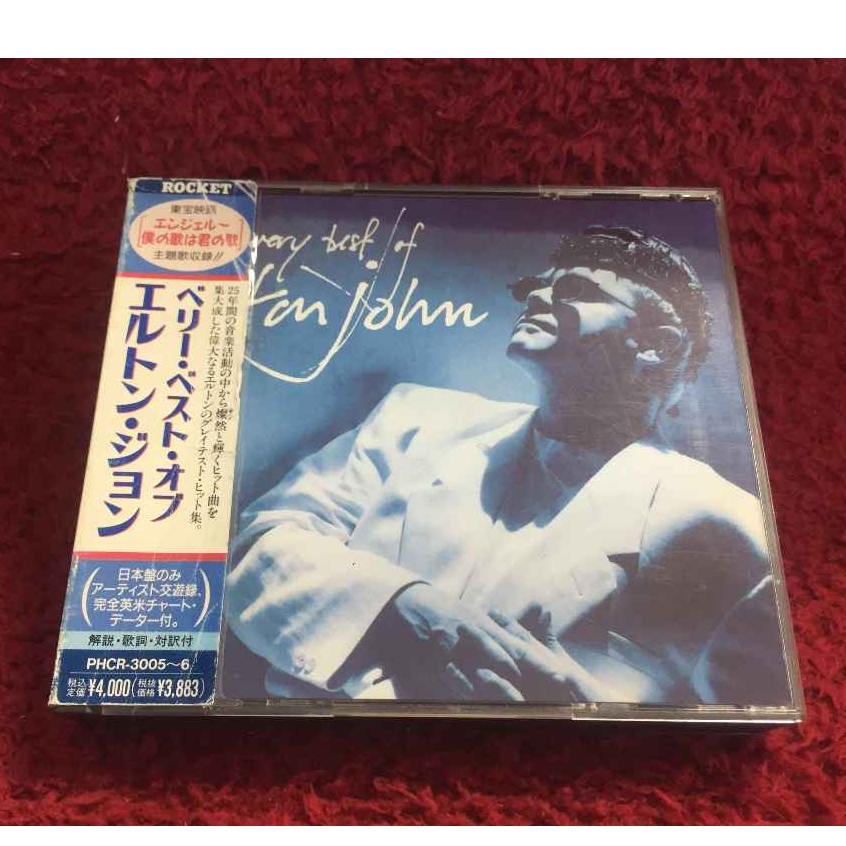 ROCKET
東宝映画
エンジェル〜
僕の歌は君の歌
主題歌収録!!
25年間の音楽活動の中から燦然と輝くヒット曲を
集大成した偉大なるエルトンのグレイテスト・ヒット集。
ベリー・ベスト・オブ
エルトン・ジョン
日本盤のみ
アーティスト交遊録、
完全英米チャート・
データー付。
解説・歌詞・対訳付
PHCR-3005〜6
税込定価¥4,000(税抜価格¥3,883)
very best of
john